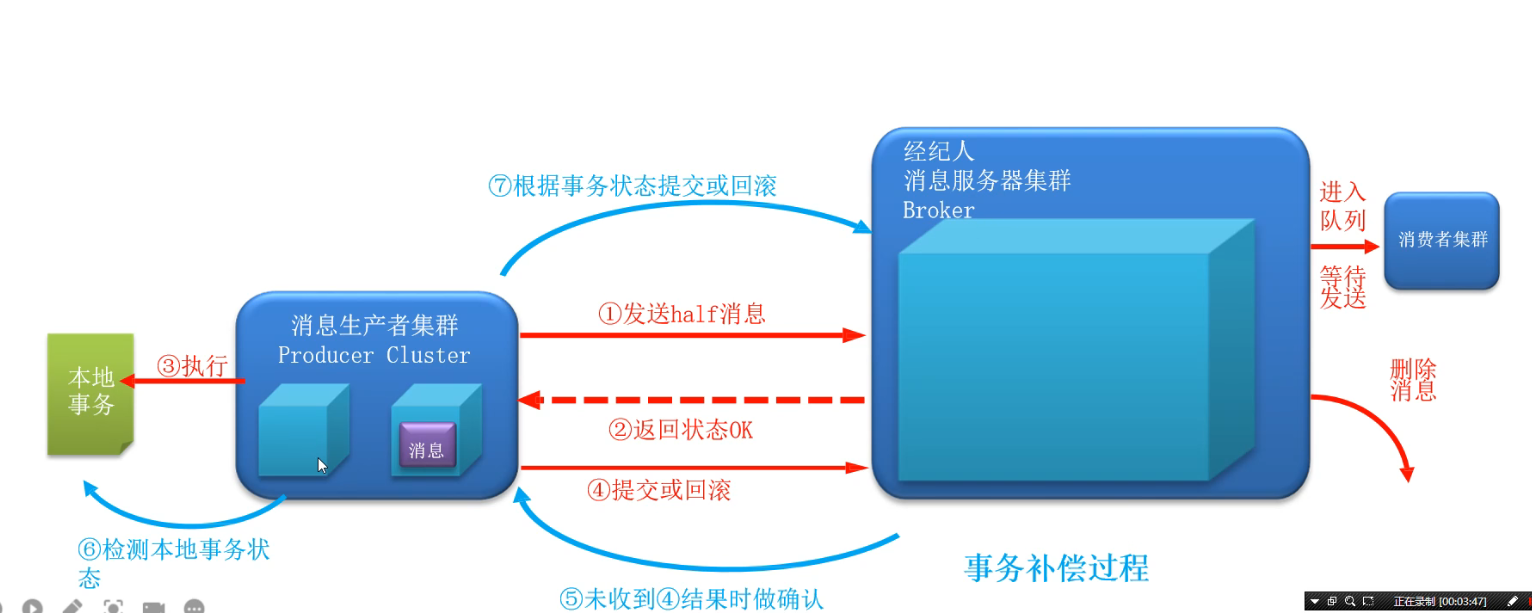 经纪人
消息服务器集群
Broker
⑦根据事务状态提交或回滚
进入
队列
消费者集群
等待
发送
①发送half消息
消息生产者集群
Producer Cluster
③执行
本地
事务
删除
消息
②返回状态OK
消息
④提交或回滚
⑥检测本地事务状
态
事务补偿过程
⑤未收到④结果时做确认
正在录制 [00:03:47]